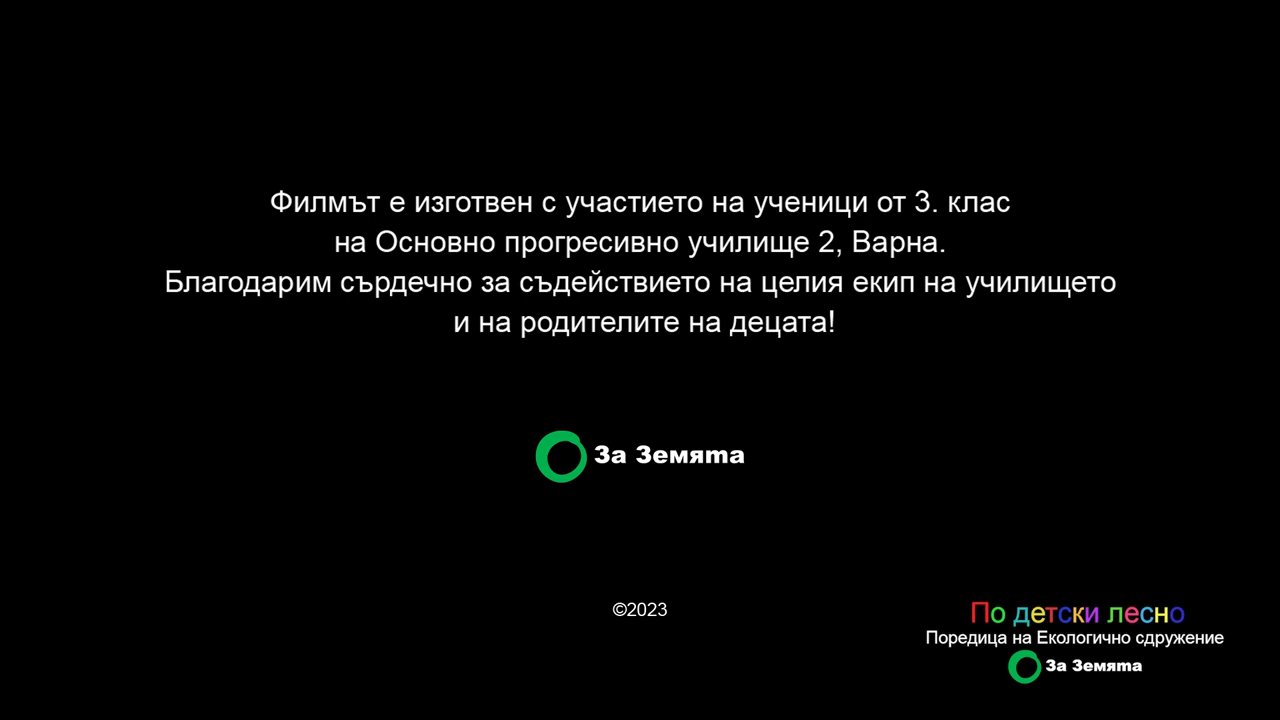 Филмът е изготвен с участието на ученици от 3. клас
на Основно прогресивно училище 2, Варна.
Благодарим сърдечно за съдействието на целия екип на училището
и на родителите на децата!
За Земята
©2023
По детски лесно
Поредица на Екологично сдружение
За Земята